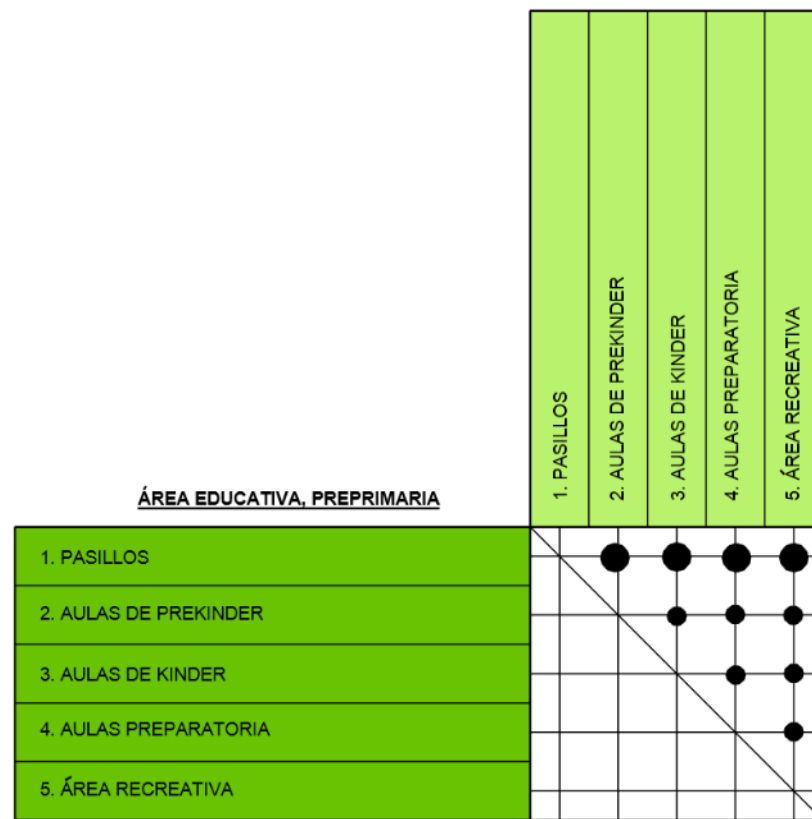 1. PASILLOS
2. AULAS DE PREKINDER
3. AULAS DE KINDER
4. AULAS PREPARATORIA
5. ÁREA RECREATIVA
ÁREA EDUCATIVA, PREPRIMARIA
1. PASILLOS
2. AULAS DE PREKINDER
3. AULAS DE KINDER
4. AULAS PREPARATORIA
5. ÁREA RECREATIVA